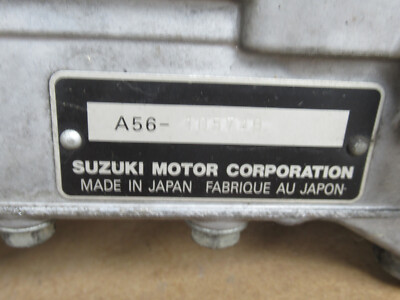 A56-
SUZUKI MOTOR CORPORATION
MADE IN JAPAN FABRIQUE AU JAPON